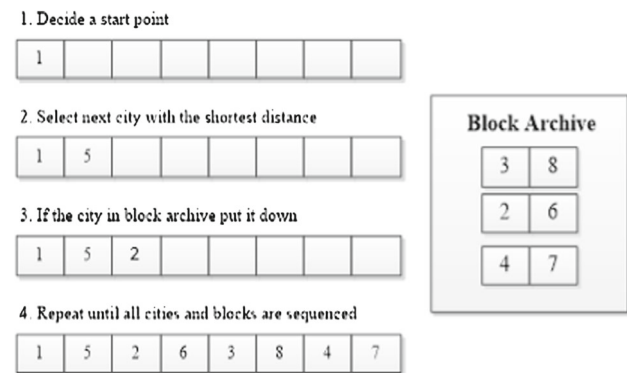 1. Decide a start point
1
2. Select next city with the shortest distance
1 5
3. If the city in block archive put it down
1 5 2
4. Repeat until all cities and blocks are sequenced
1 5 2 6 3 8 4 7
Block Archive
3 8
2 6
4 7